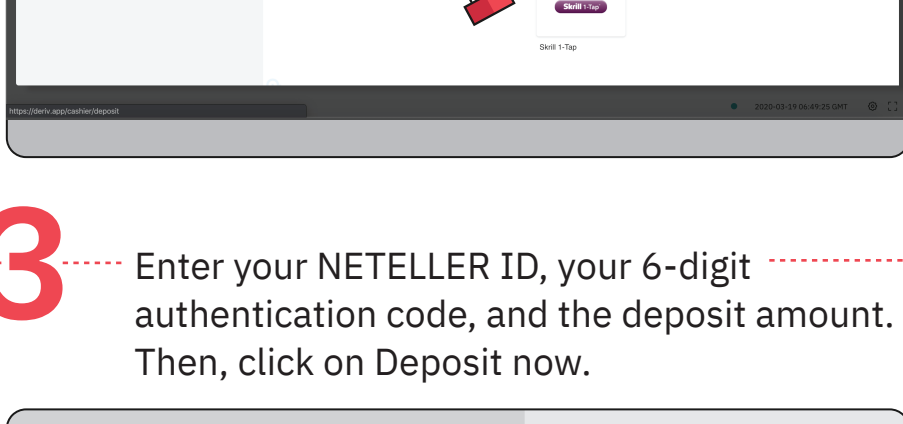 Skrill 1-Tap
Skrill 1-Tap
https://deriv.app/cashier/deposit
2020-03-19 06:49:25 GMT
3
Enter your NETELLER ID, your 6-digit
authentication code, and the deposit amount.
Then, click on Deposit now.